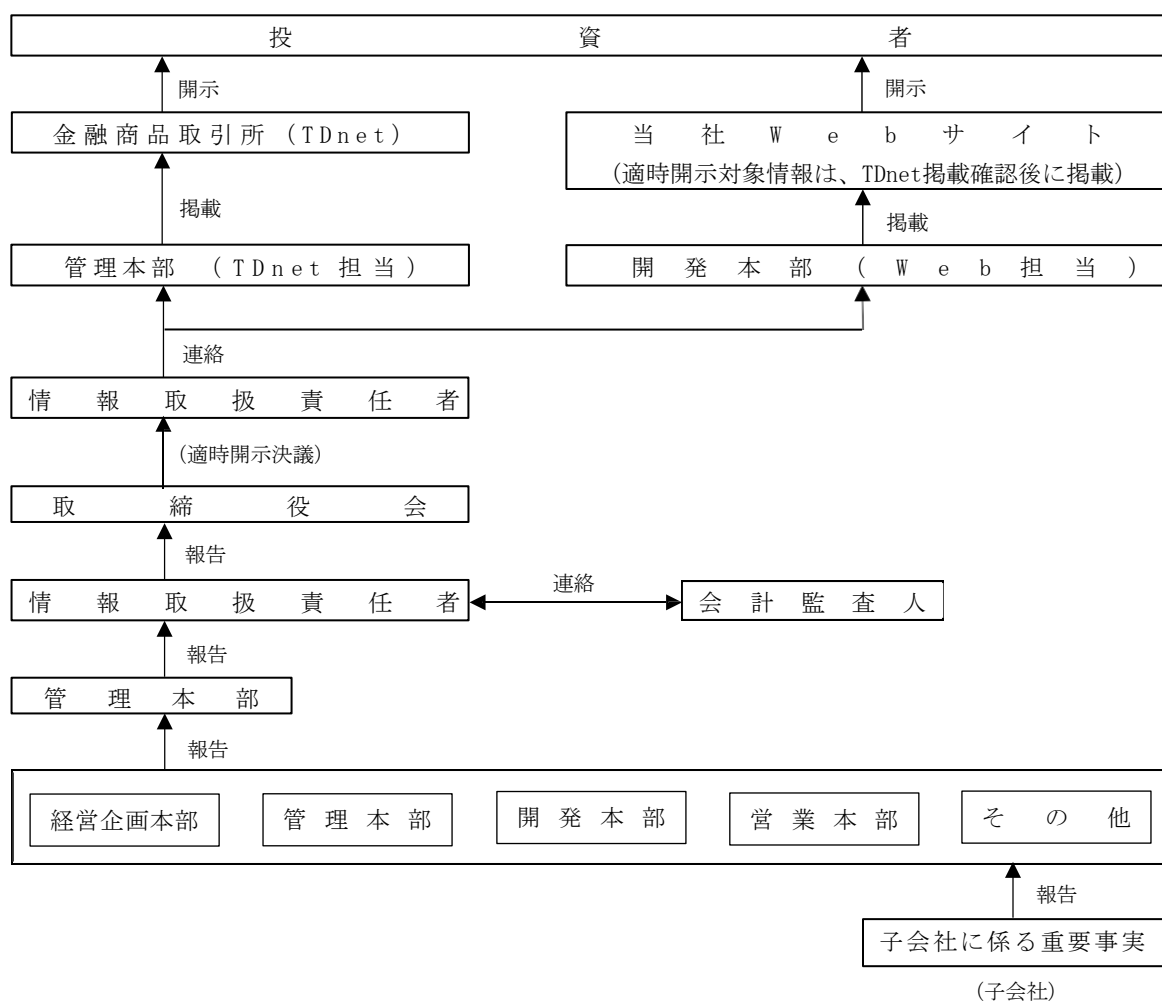 投資者
開示
開示
金融商品取引所(TDnet)
当社Webサイト
(適時開示対象情報は、TDnet掲載確認後に掲載)
掲載
掲載
管理本部(TDnet担当)
開発本部(Web担当)
連絡
情報取扱責任者
(適時開示決議)
取締役会
報告
情報取扱責任者
連絡
会計監査人
報告
管理本部
報告
経営企画本部
管理本部
開発本部
営業本部
その他
報告
子会社に係る重要事実
(子会社)